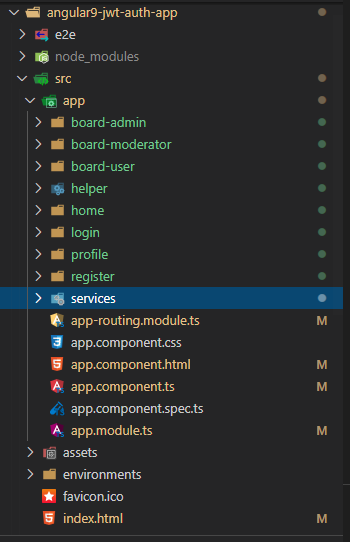 angular9-jwt-auth-app
e2e
node_modules
src
app
board-admin
board-moderator
board-user
helper
home
login
profile
register
services
app-routing.module.ts M
app.component.css
app.component.html M
app.component.ts M
app.component.spec.ts
app.module.ts M
assets
environments
favicon.ico
index.html M